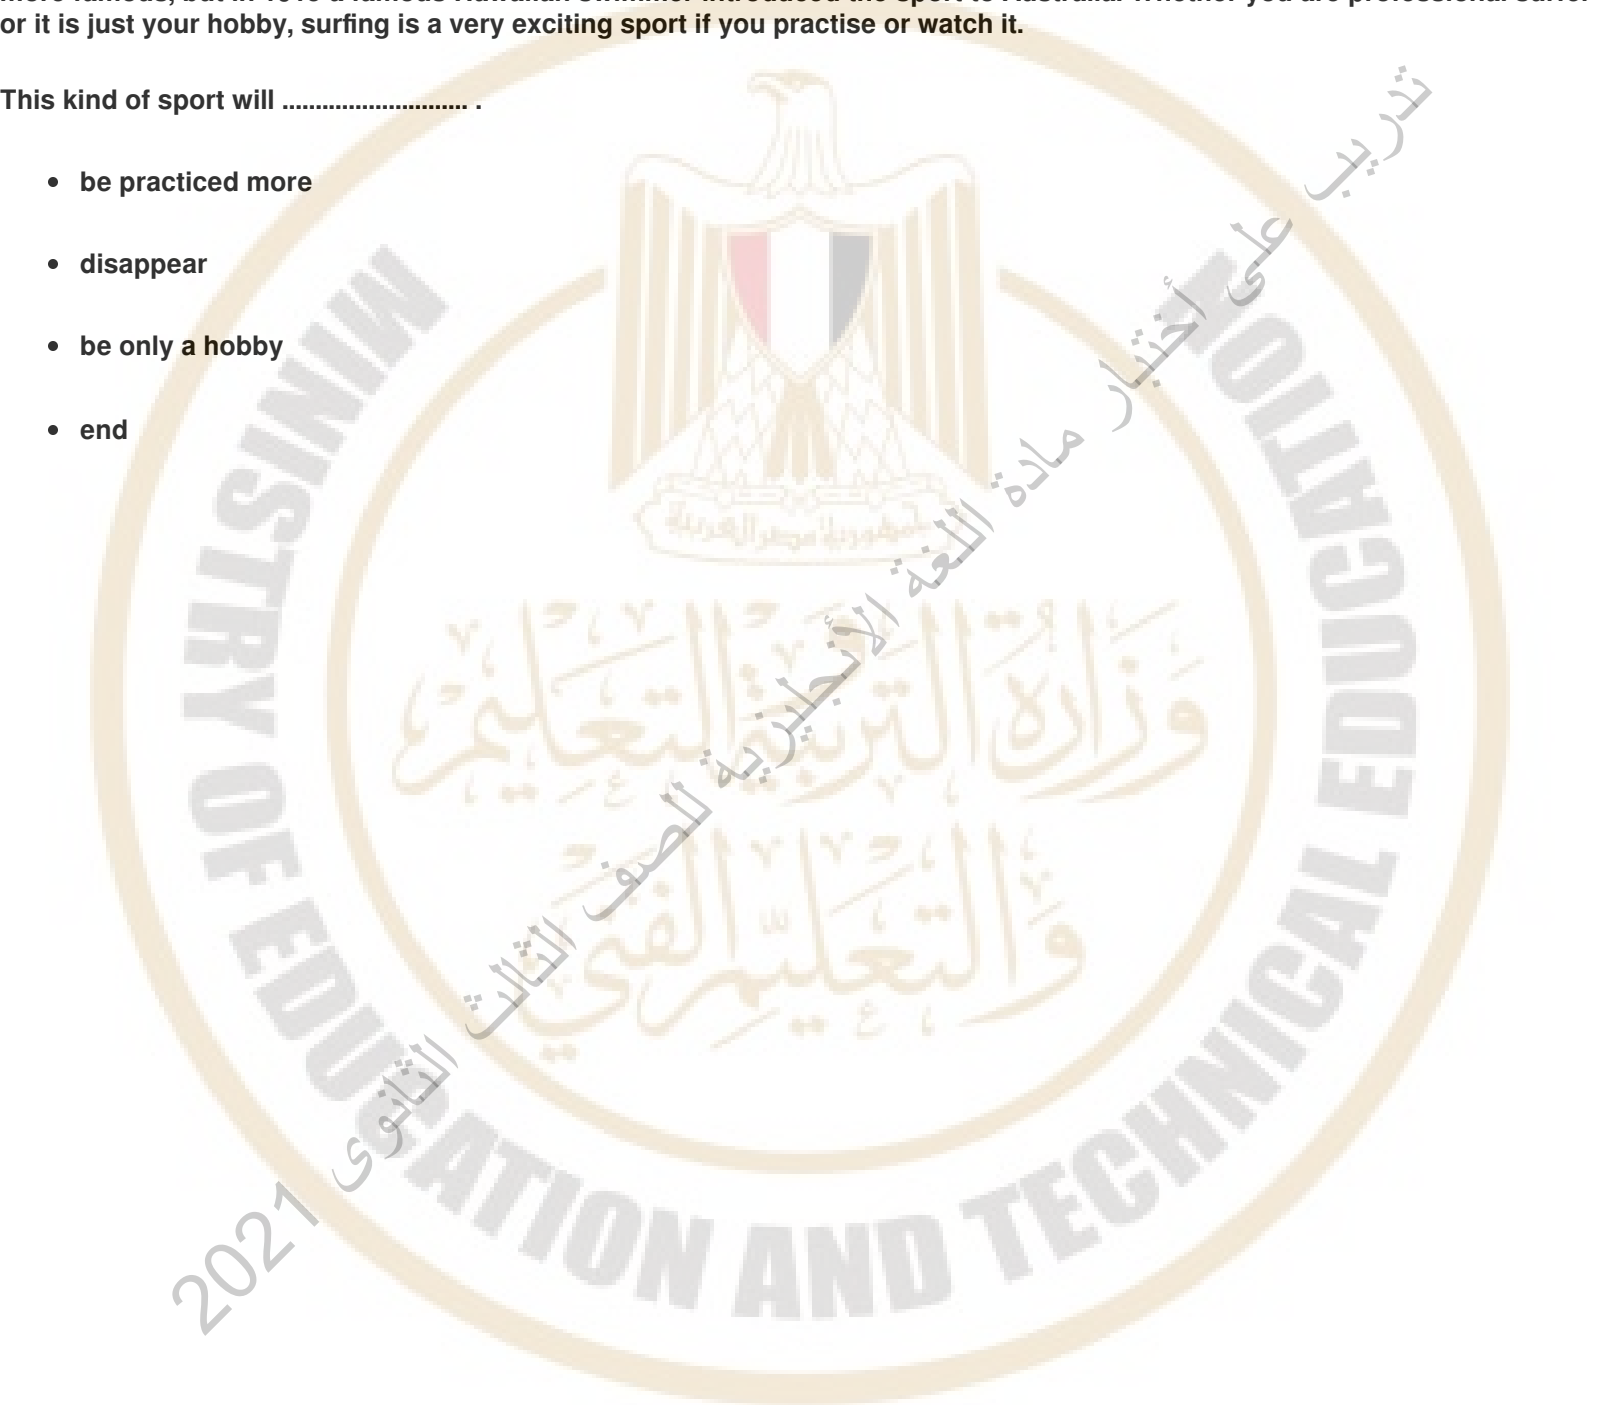 or it is just your hobby, surfing is a very exciting sport if you practise or watch it.
This kind of sport will ............................ .
• be practiced more
• disappear
• be only a hobby
• end
جمهورية مصر العربية
وزارة التربية والتعليم
والتعليم الفني
MINISTRY OF EDUCATION AND TECHNICAL EDUCATION
تدريب على أختبار مادة اللغة الأنجليزية للصف الثالث الثانوى 2021